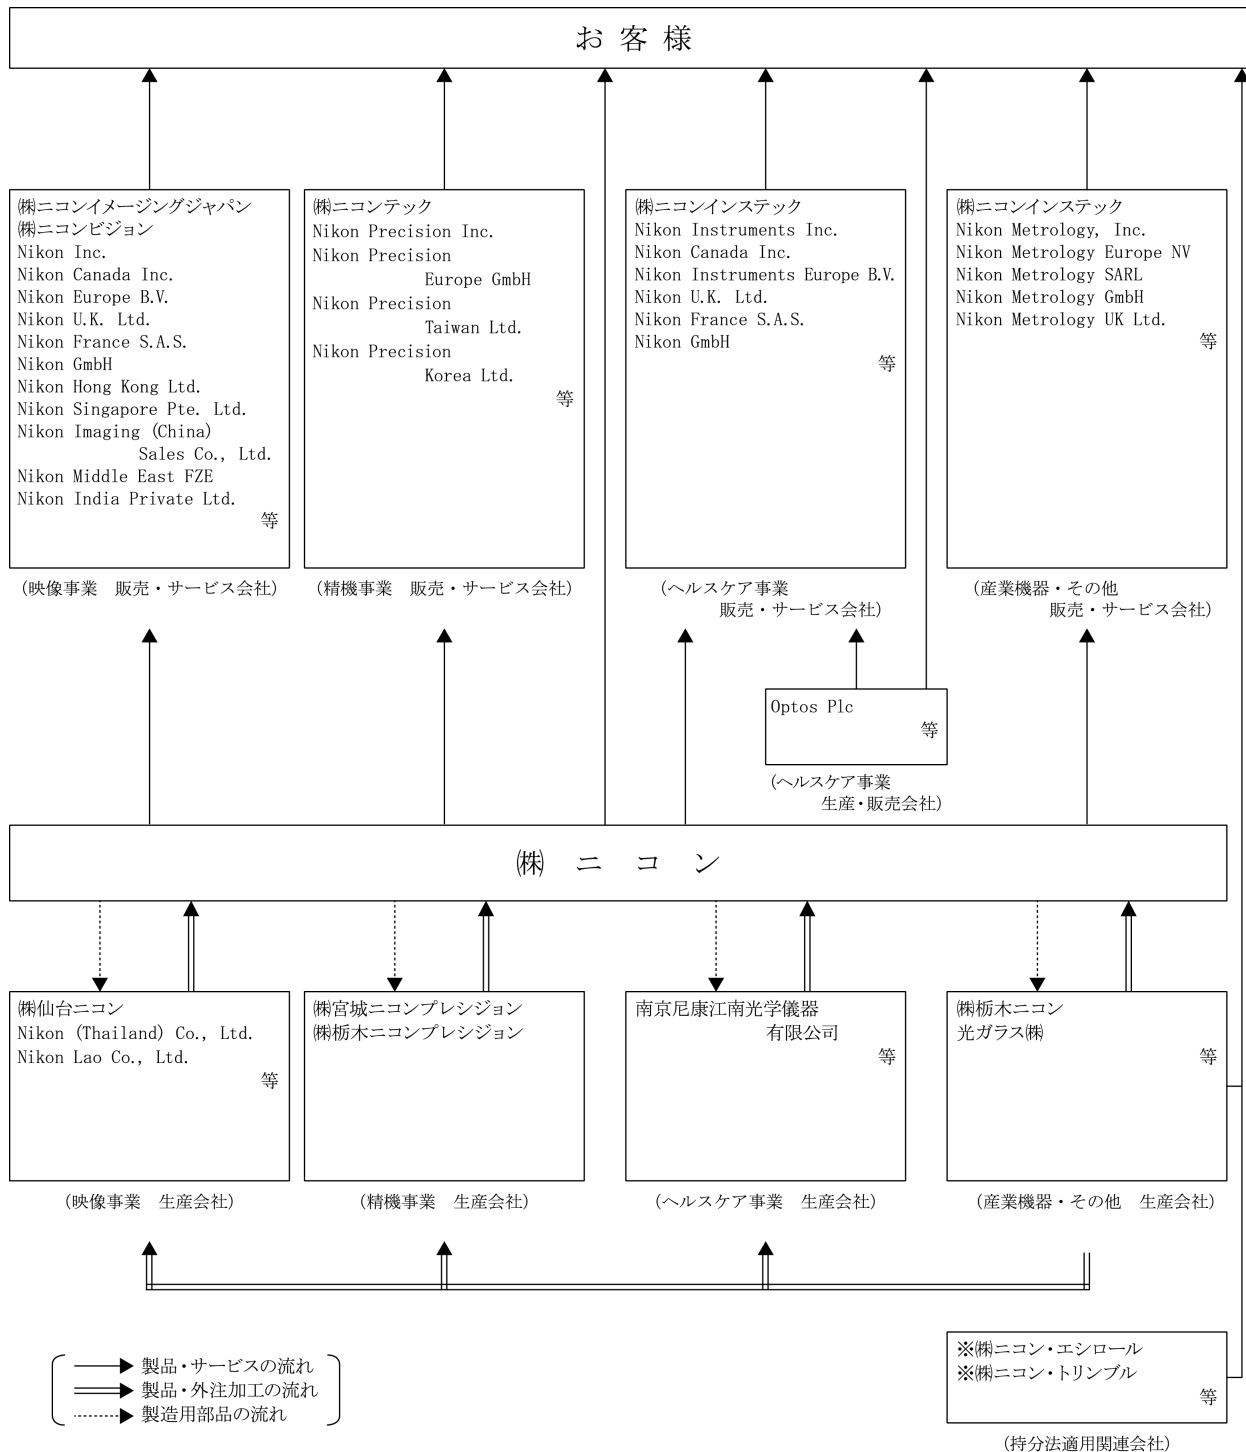 お客様
㈱ニコンイメージングジャパン
㈱ニコンビジョン
Nikon Inc.
Nikon Canada Inc.
Nikon Europe B.V.
Nikon U.K. Ltd.
Nikon France S.A.S.
Nikon GmbH
Nikon Hong Kong Ltd.
Nikon Singapore Pte. Ltd.
Nikon Imaging (China)
Sales Co., Ltd.
Nikon Middle East FZE
Nikon India Private Ltd.
等
(映像事業　販売・サービス会社)
㈱ニコンテック
Nikon Precision Inc.
Nikon Precision
Europe GmbH
Nikon Precision
Taiwan Ltd.
Nikon Precision
Korea Ltd.
等
(精機事業　販売・サービス会社)
㈱ニコンインステック
Nikon Instruments Inc.
Nikon Canada Inc.
Nikon Instruments Europe B.V.
Nikon U.K. Ltd.
Nikon France S.A.S.
Nikon GmbH
等
(ヘルスケア事業
販売・サービス会社)
㈱ニコンインステック
Nikon Metrology, Inc.
Nikon Metrology Europe NV
Nikon Metrology SARL
Nikon Metrology GmbH
Nikon Metrology UK Ltd.
等
(産業機器・その他
販売・サービス会社)
Optos Plc
等
(ヘルスケア事業
生産・販売会社)
㈱ ニ コ ン
㈱仙台ニコン
Nikon (Thailand) Co., Ltd.
Nikon Lao Co., Ltd.
等
(映像事業　生産会社)
㈱宮城ニコンプレシジョン
㈱栃木ニコンプレシジョン
(精機事業　生産会社)
南京尼康江南光学儀器
有限公司
等
(ヘルスケア事業　生産会社)
㈱栃木ニコン
光ガラス㈱
等
(産業機器・その他　生産会社)
製品・サービスの流れ
製品・外注加工の流れ
製造用部品の流れ
※㈱ニコン・エシロール
※㈱ニコン・トリンブル
等
(持分法適用関連会社)